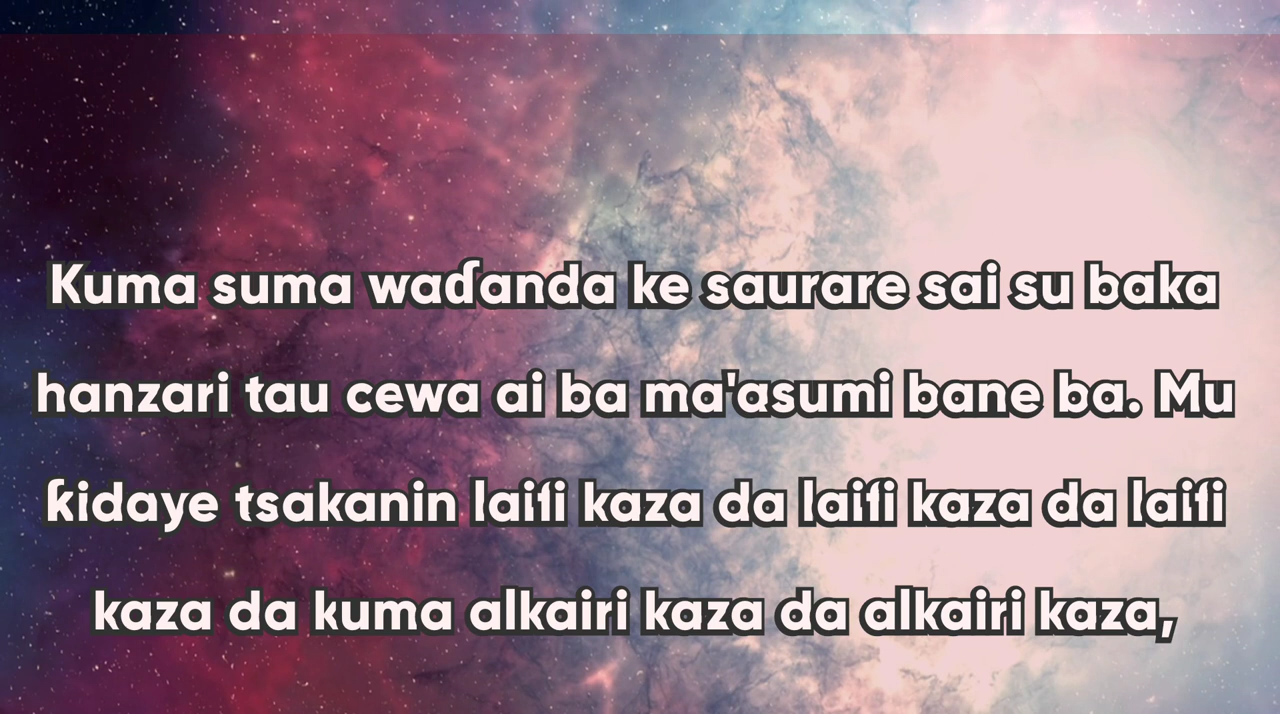 Kuma suma waɗanda ke saurare sai su baka
hanzari tau cewa ai ba ma'asumi bane ba. Mu
ƙidaye tsakanin laifi kaza da laifi kaza da laifi
kaza da kuma alkairi kaza da alkairi kaza,